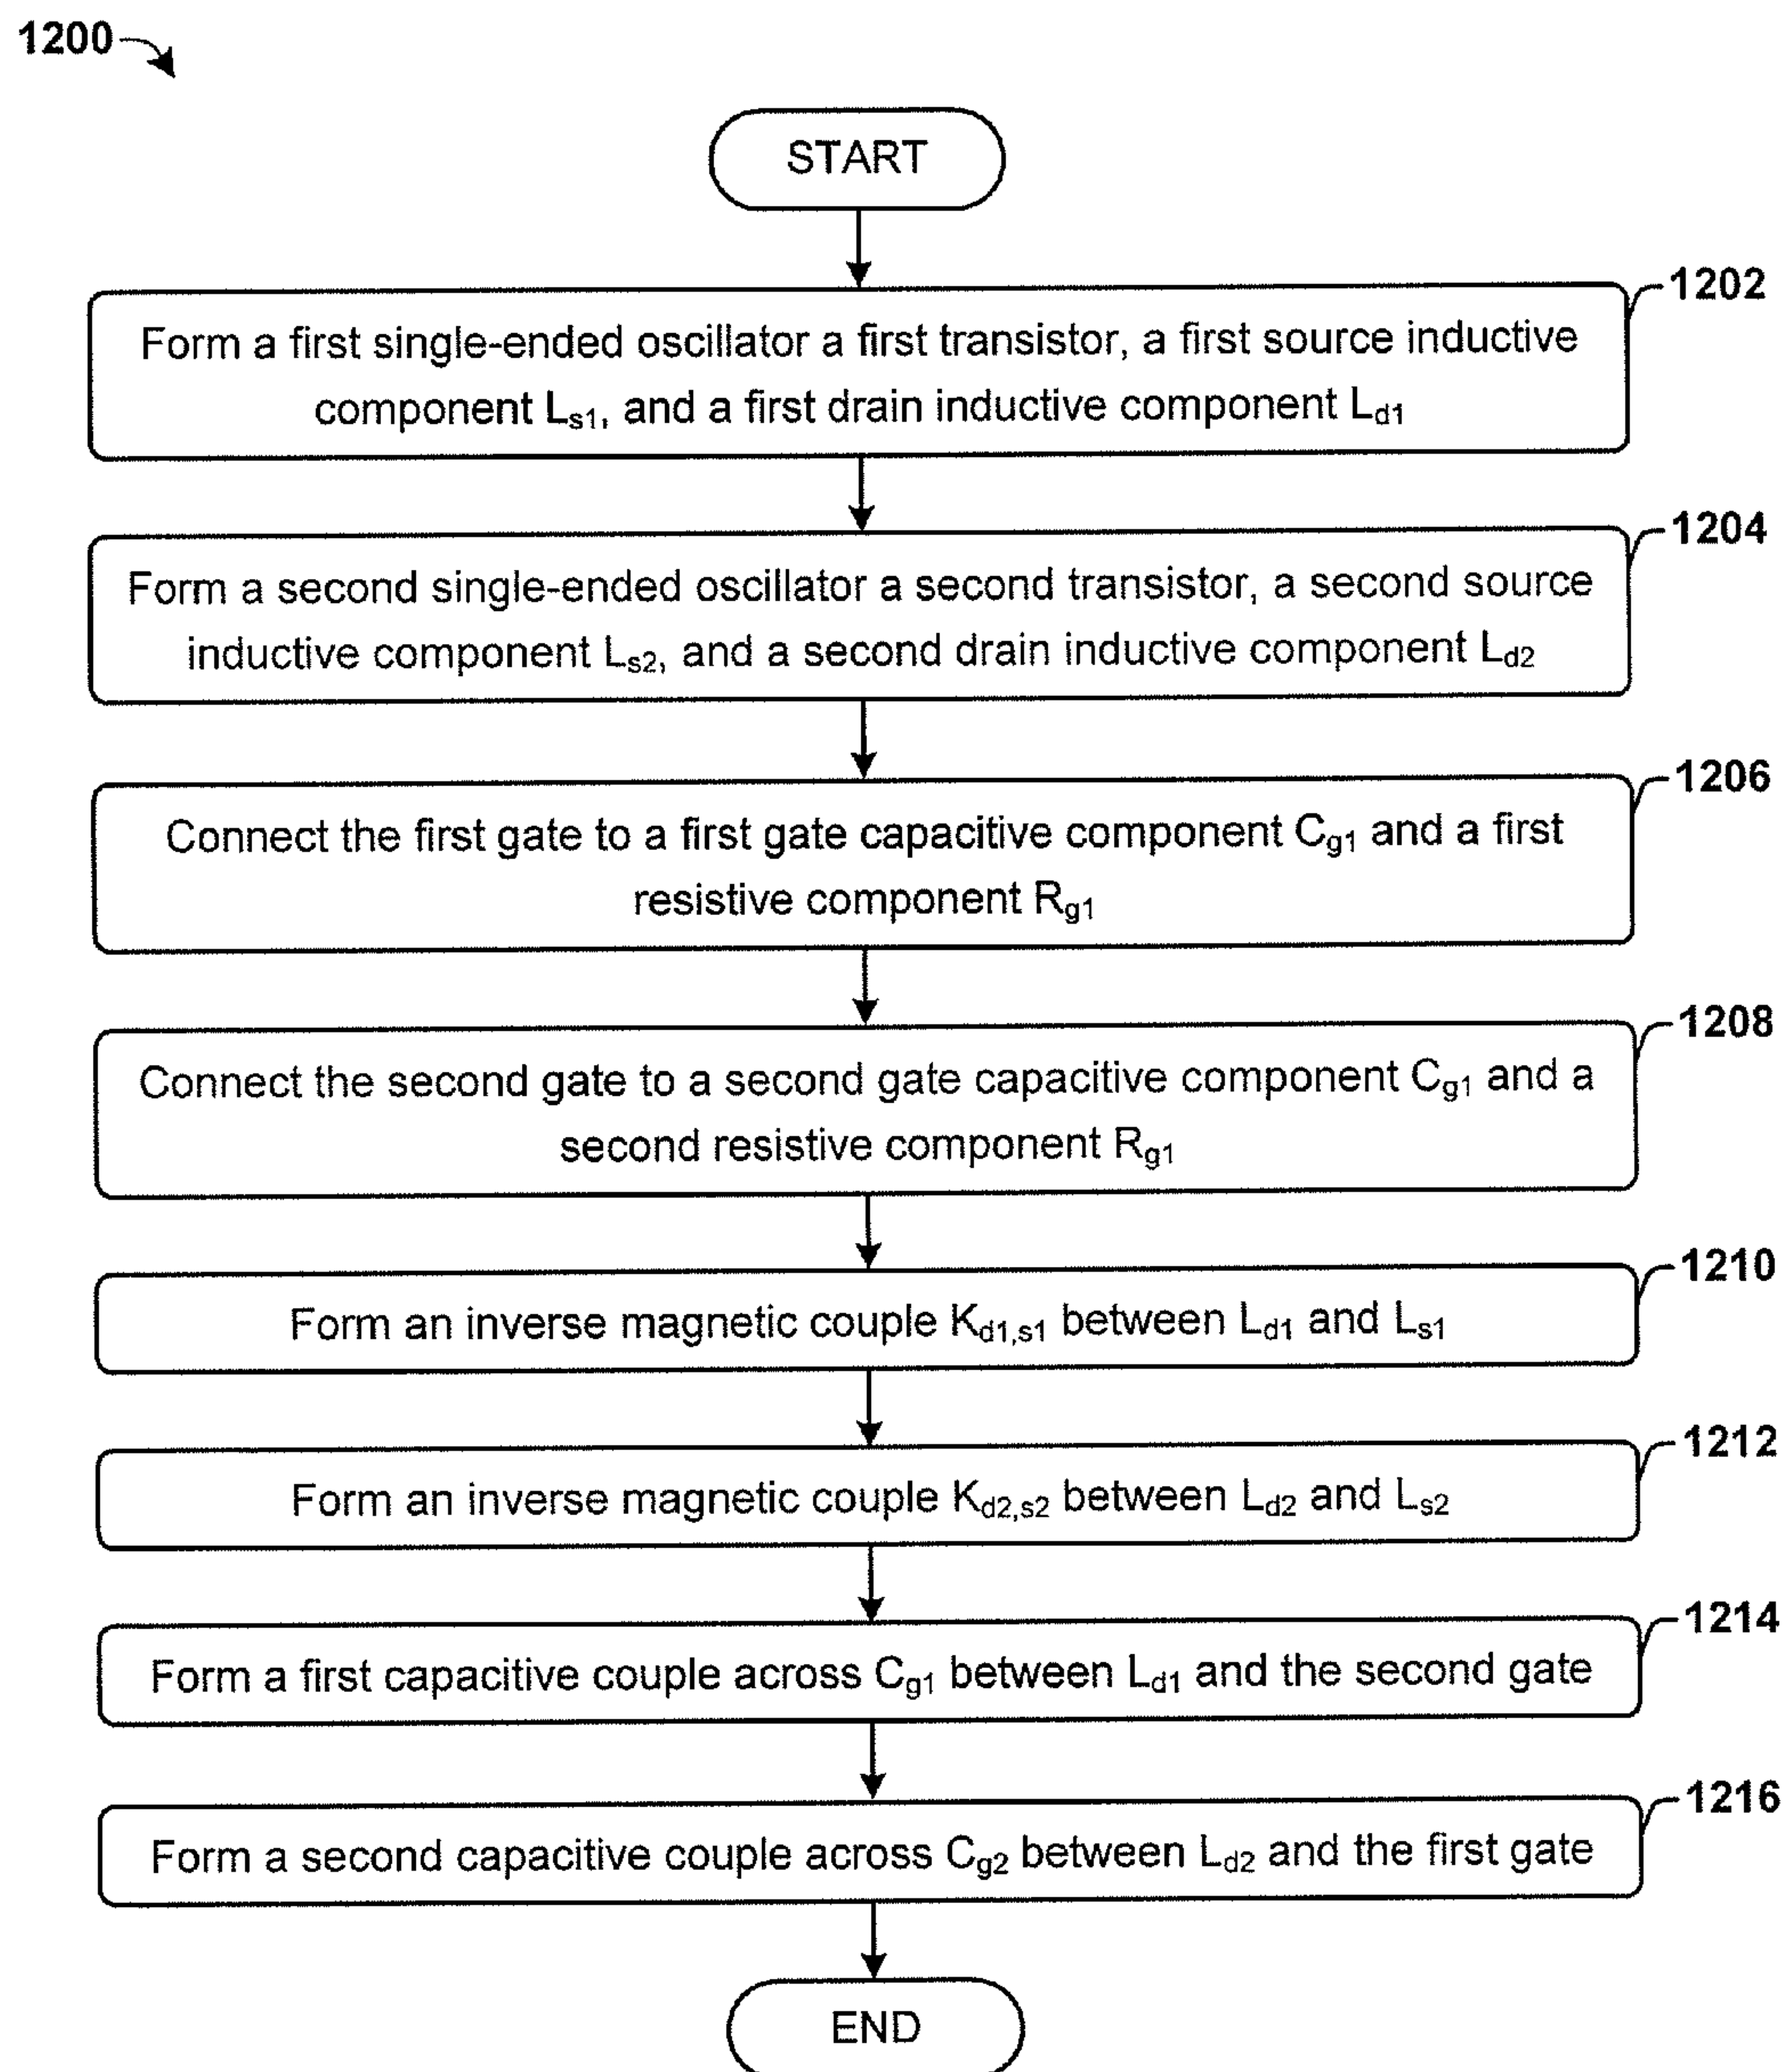 1200
START
1202
Form a first single-ended oscillator a first transistor, a first source inductive
component Ls1, and a first drain inductive component Ld1
1204
Form a second single-ended oscillator a second transistor, a second source
inductive component Ls2, and a second drain inductive component Ld2
1206
Connect the first gate to a first gate capacitive component Cg1 and a first
resistive component Rg1
1208
Connect the second gate to a second gate capacitive component Cg1 and a
second resistive component Rg1
1210
Form an inverse magnetic couple Kd1,s1 between Ld1 and Ls1
1212
Form an inverse magnetic couple Kd2,s2 between Ld2 and Ls2
1214
Form a first capacitive couple across Cg1 between Ld1 and the second gate
1216
Form a second capacitive couple across Cg2 between Ld2 and the first gate
END